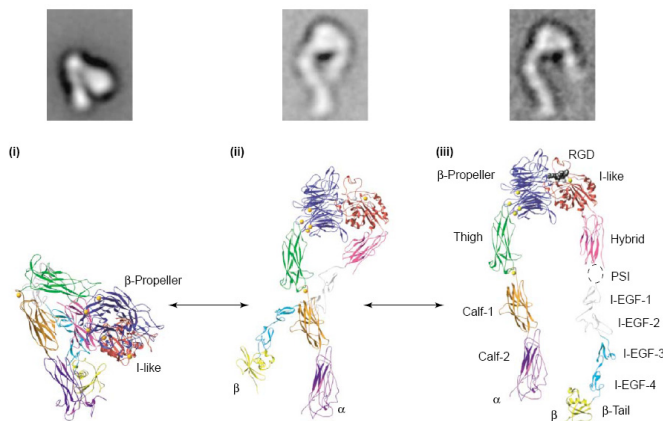 (i)
(ii)
(iii)
RGD
β-Propeller
I-like
Thigh
Hybrid
β-Propeller
PSI
I-EGF-1
Calf-1
I-EGF-2
I-like
Calf-2
I-EGF-3
I-EGF-4
β
α
α
β
β-Tail